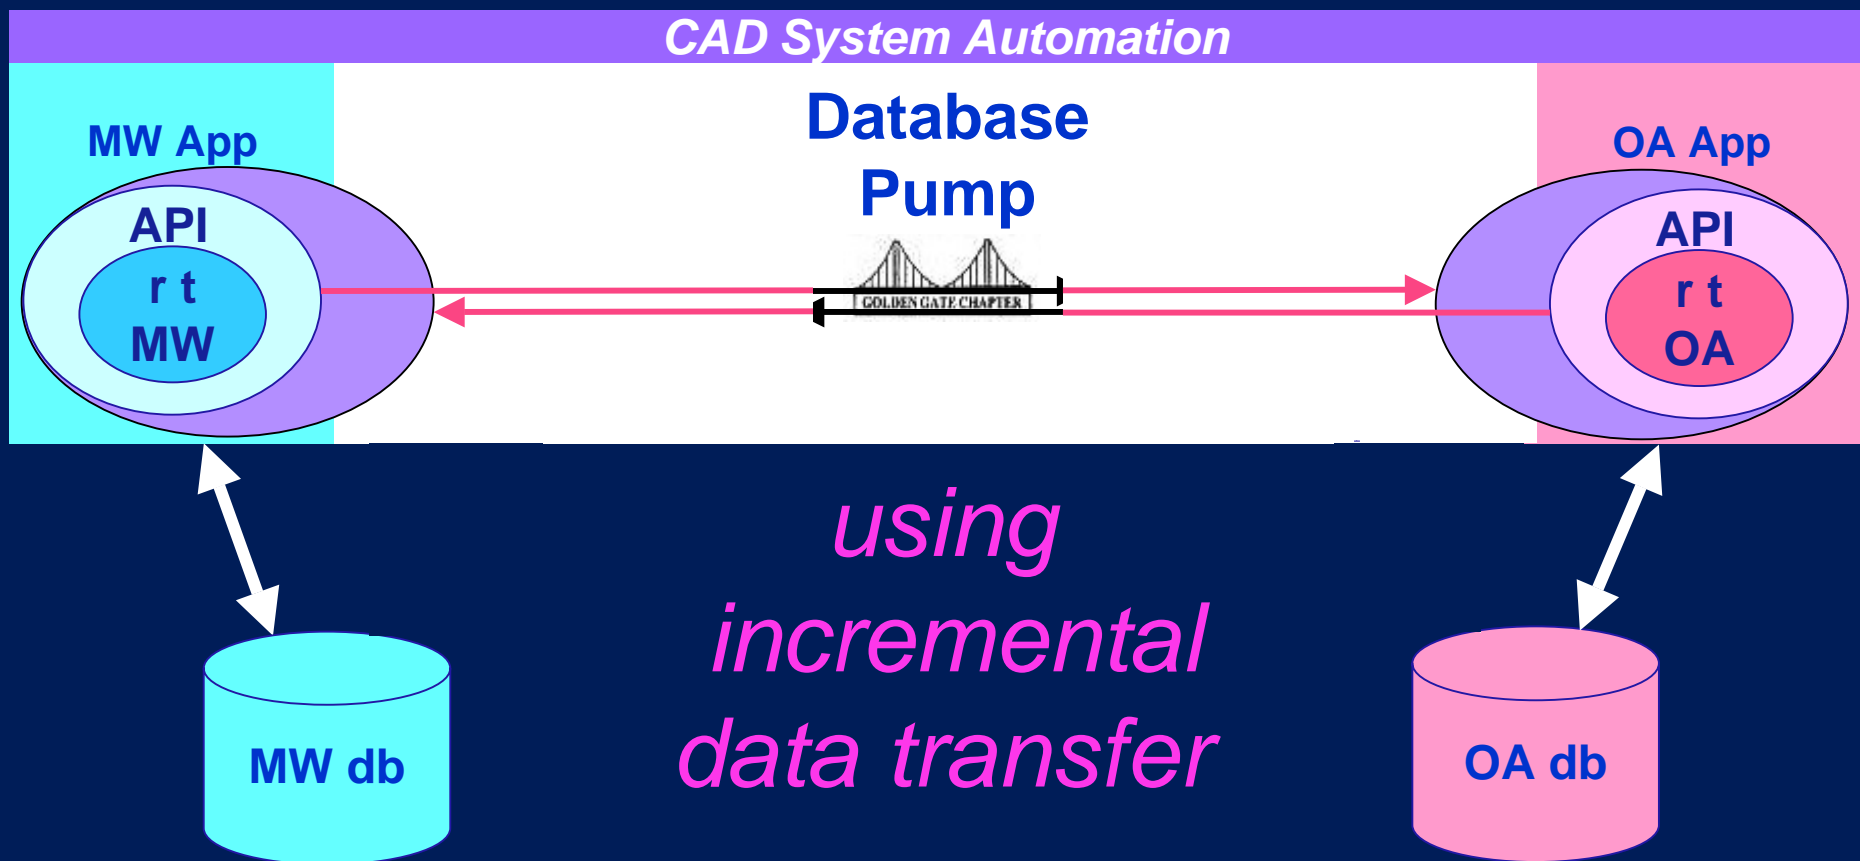 CAD System Automation
Database
Pump
MW App
OA App
API
r t
MW
GOLDEN GATE CHAPTER
API
r t
OA
using
incremental
data transfer
MW db
OA db